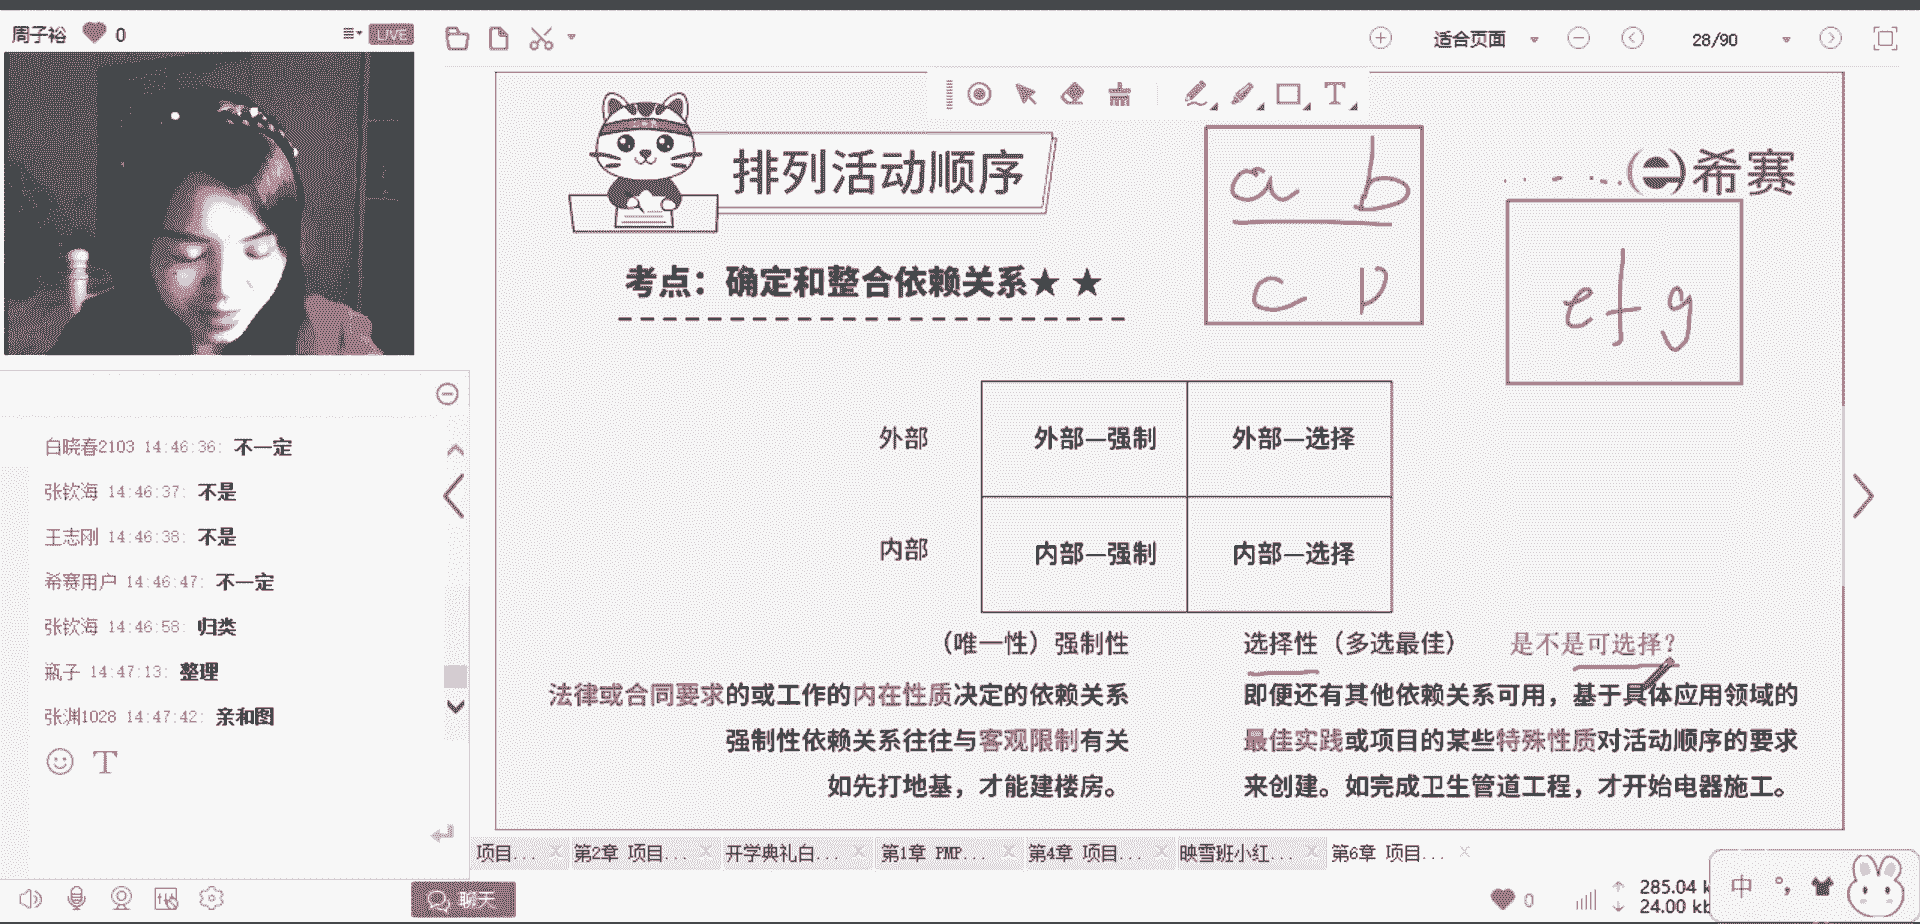 周子裕 0
LIVE
适合页面
28/90
排列活动顺序
a b
c D
希赛
e f g
考点：确定和整合依赖关系★ ★
外部
外部—强制
外部—选择
内部
内部—强制
内部—选择
（唯一性）强制性
选择性（多选最佳）
是不是可选择？
法律或合同要求的或工作的内在性质决定的依赖关系
强制性依赖关系往往与客观限制有关
如先打地基，才能建楼房。
即便还有其他依赖关系可用，基于具体应用领域的
最佳实践或项目的某些特殊性质对活动顺序的要求
来创建。如完成卫生管道工程，才开始电器施工。
白晓春2103 14:46:36: 不一定
张钦海 14:46:37: 不是
王志刚 14:46:38: 不是
希赛用户 14:46:47: 不一定
张钦海 14:46:58: 归类
瓶子 14:47:13: 整理
张渊1028 14:47:42: 亲和图
T
项目...
第2章 项目...
开学典礼白...
第1章 PMP...
第4章 项目...
映雪班小红...
第6章 项目...
聊天
0
285.04 k
24.00 kb
中